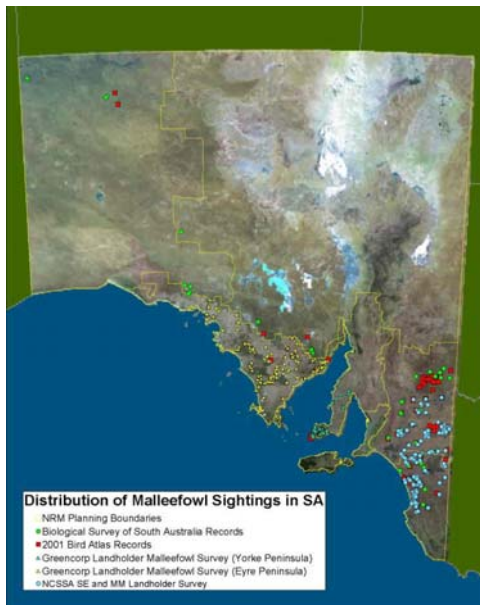 Distribution of Malleefowl Sightings in SA
NRM Planning Boundaries
Biological Survey of South Australia Records
2001 Bird Atlas Records
Greencorp Landholder Malleefowl Survey (Yorke Peninsula)
Greencorp Landholder Malleefowl Survey (Eyre Peninsula)
NCSSA SE and MM Landholder Survey